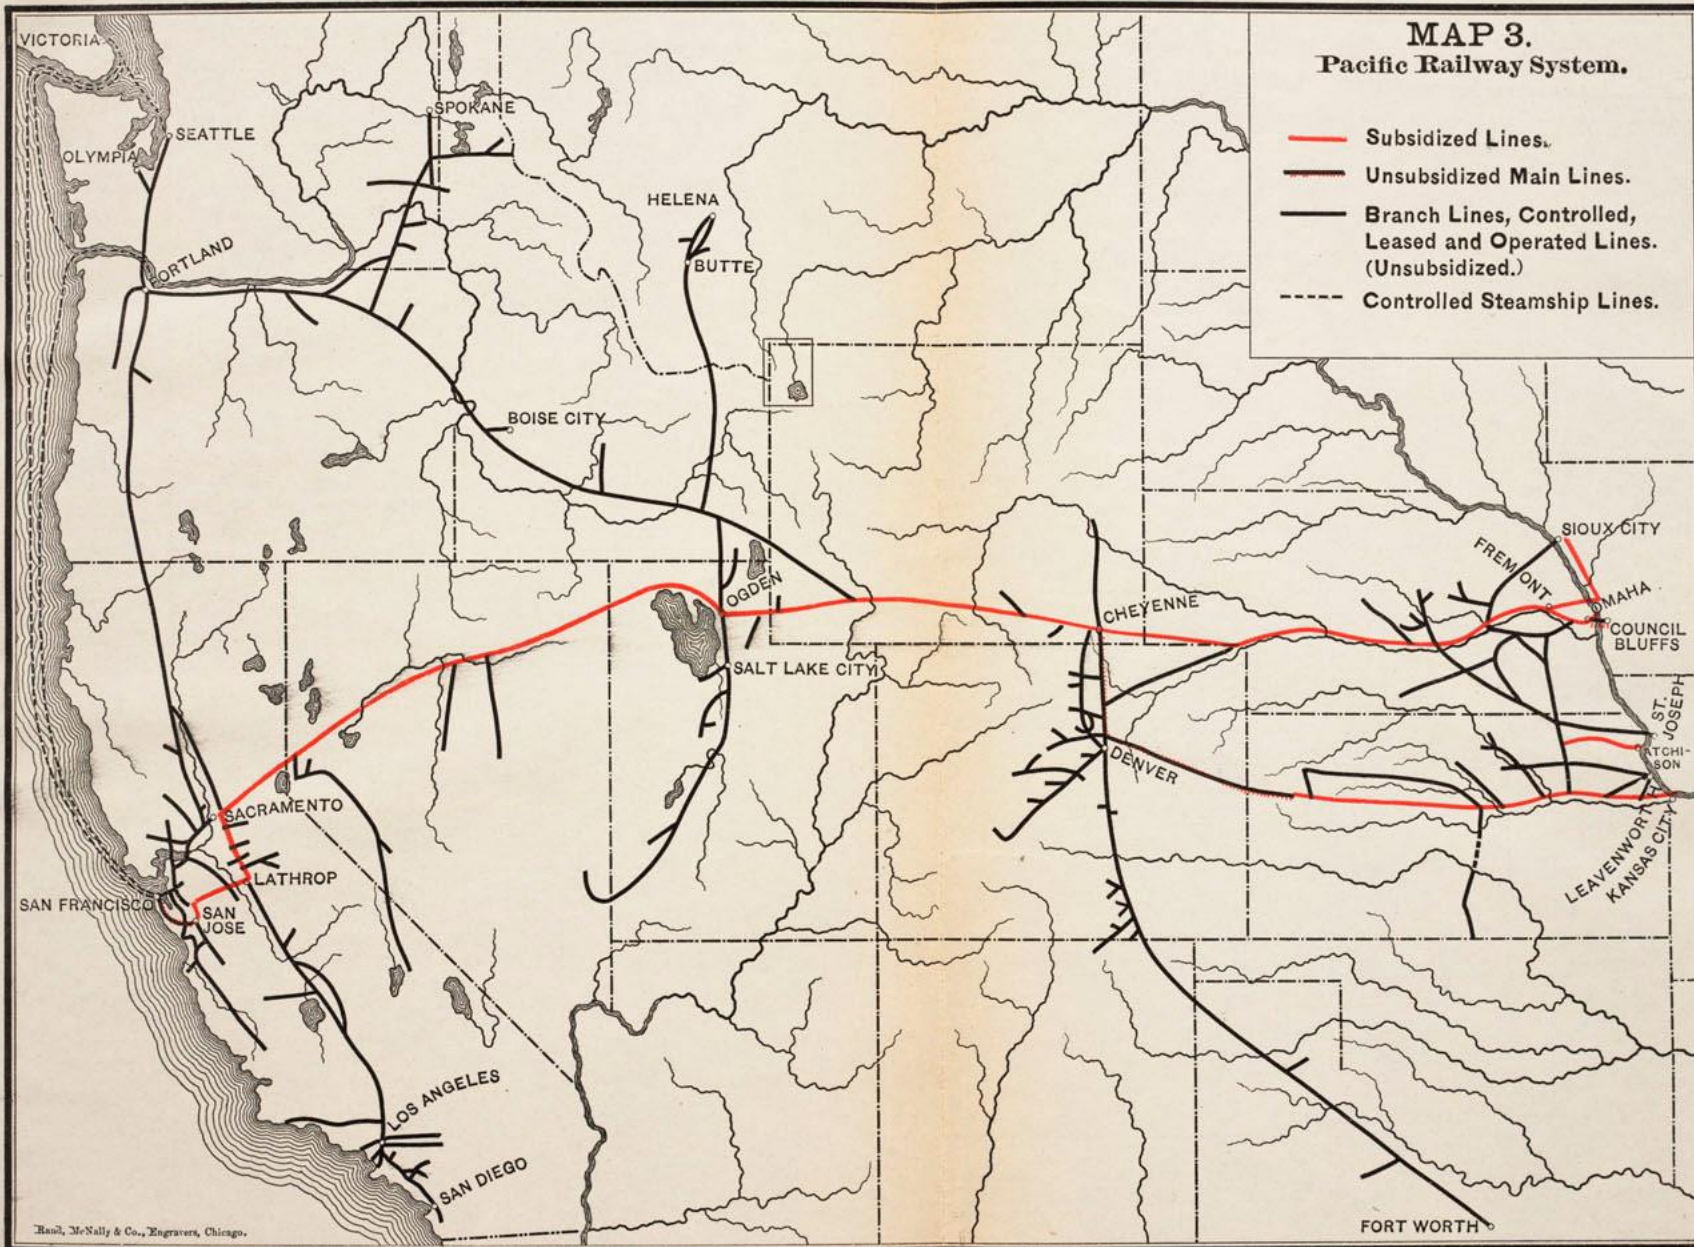 MAP 3.
Pacific Railway System.
Subsidized Lines.
Unsubsidized Main Lines.
Branch Lines, Controlled,
Leased and Operated Lines.
(Unsubsidized.)
Controlled Steamship Lines.
VICTORIA
SEATTLE
OLYMPIA
SPOKANE
PORTLAND
HELENA
BUTTE
BOISE CITY
SIOUX CITY
FREMONT
OMAHA
COUNCIL
BLUFFS
OGDEN
CHEYENNE
SALT LAKE CITY
ST.
JOSEPH
ATCHI-
SON
DENVER
LEAVENWORTH
KANSAS CITY
SACRAMENTO
LATHROP
SAN FRANCISCO
SAN
JOSE
LOS ANGELES
SAN DIEGO
FORT WORTH
Rand, McNally & Co., Engravers, Chicago.